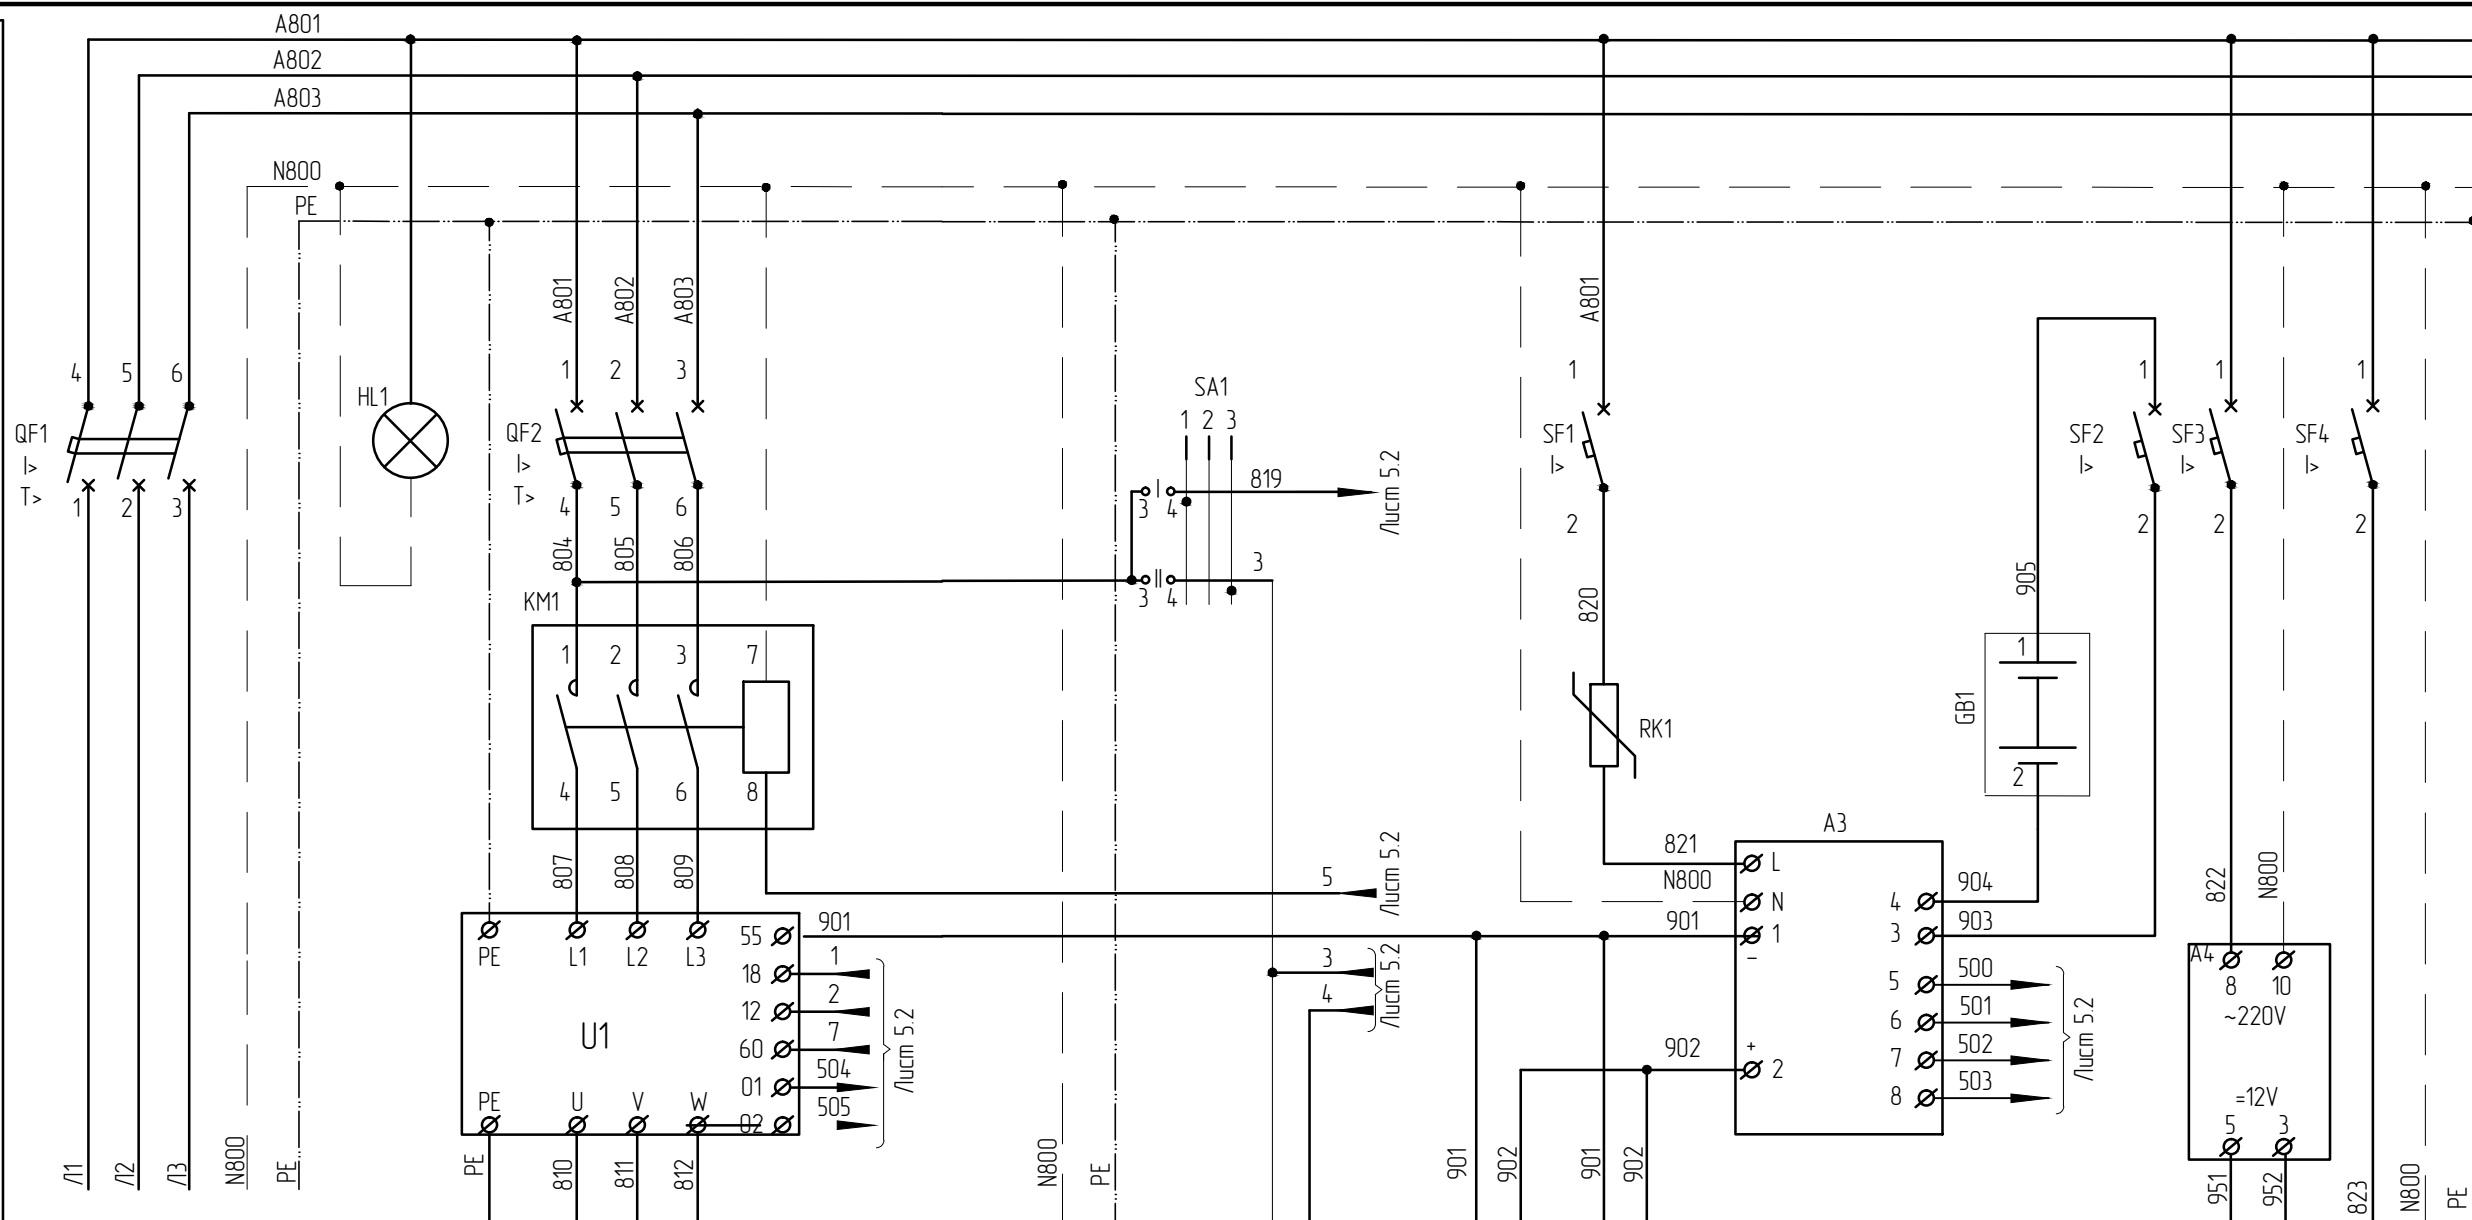 A801
A802
A803
N800
PE
A801
A802
A803
A801
4 5 6
HL1
1 2 3
SA1
1 2 3
1
1
1
1
QF1
I>
T>
1 2 3
QF2
I>
T>
4 5 6
SF1
I>
2
SF2
I>
2
SF3
I>
2
SF4
I>
2
819
Лист 5.2
3 4
3
3 4
804
805
806
820
905
KM1
1 2 3 7
4 5 6 8
RK1
GB1
1
2
807
808
809
5
Лист 5.2
821
N800
901
A3
L
N
1
–
+
2
902
4
904
3
903
5
500
6
501
7
502
8
503
Лист 5.2
822
N800
A4
8 10
~220V
=12V
5 3
951
952
823
N800
PE
PE L1 L2 L3
55
901
18
1
12
2
60
7
01
504
02
505
Лист 5.2
U1
PE U V W
3
4
Лист 5.2
Л1
Л2
Л3
N800
PE
PE
810
811
812
N800
PE
901
902
901
902